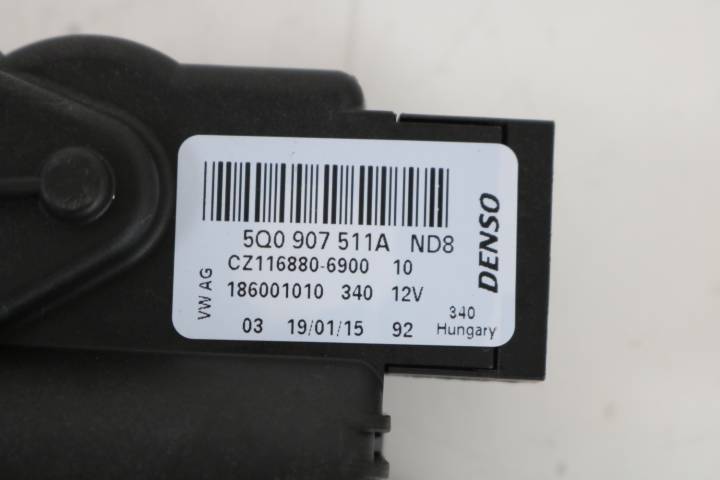 5Q0 907 511A ND8
CZ116880-6900 10
186001010 340 12V
03 19/01/15 92
340
Hungary
VW AG
DENSO